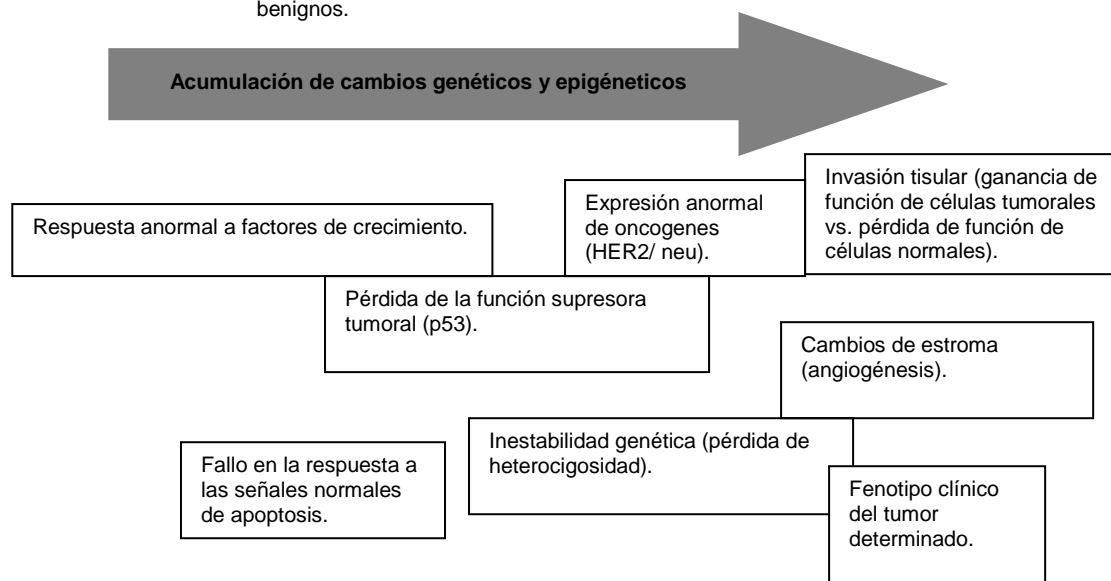 benignos.
Acumulación de cambios genéticos y epigéneticos
Respuesta anormal a factores de crecimiento.
Expresión anormal
de oncogenes
(HER2/ neu).
Invasión tisular (ganancia de
función de células tumorales
vs. pérdida de función de
células normales).
Pérdida de la función supresora
tumoral (p53).
Cambios de estroma
(angiogénesis).
Fallo en la respuesta a
las señales normales
de apoptosis.
Inestabilidad genética (pérdida de
heterocigosidad).
Fenotipo clínico
del tumor
determinado.